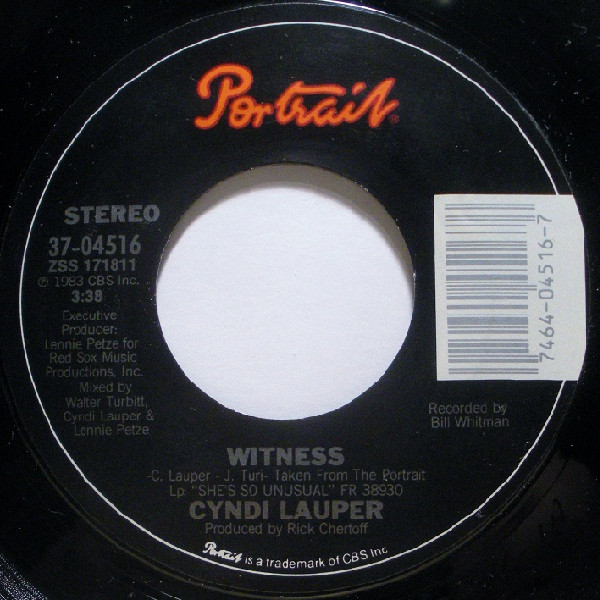 Portrait®
STEREO
37-04516
ZSS 171811
℗ 1983 CBS Inc.
3:38
Executive
Producer:
Lennie Petze for
Red Sox Music
Productions, Inc.
Mixed by
Walter Turbitt,
Cyndi Lauper &
Lennie Petze
7464-04516-7
Recorded by
Bill Whitman
WITNESS
-C. Lauper - J. Turi- Taken From The Portrait
Lp "SHE'S SO UNUSUAL" FR 38930
CYNDI LAUPER
Produced by Rick Chertoff
Portrait is a trademark of CBS Inc